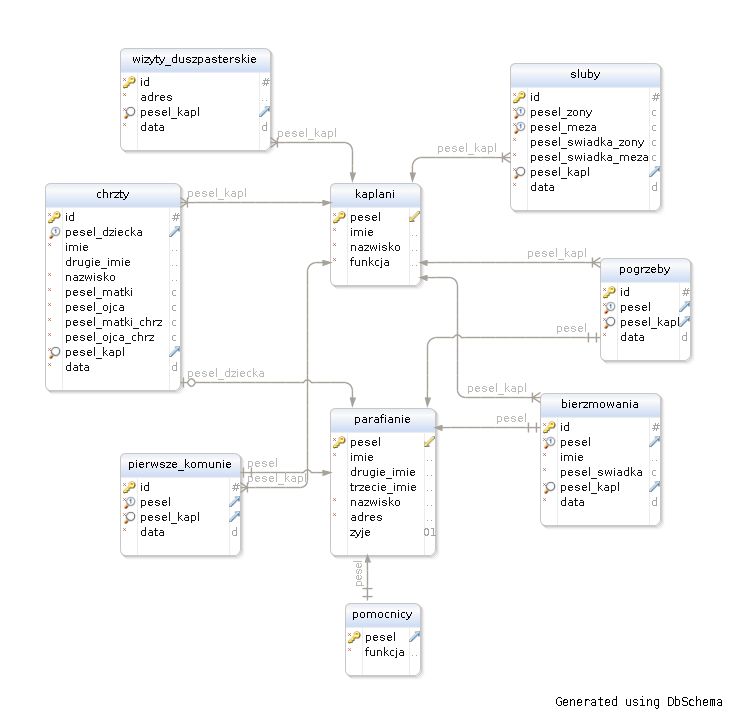 wizyty_duszpasterskie
id #
adres ..
pesel_kapl
data d
pesel_kapl
sluby
id #
pesel_zony c
pesel_meza c
pesel_swiadka_zony c
pesel_swiadka_meza c
pesel_kapl
data d
pesel_kapl
chrzty
id #
pesel_dziecka
imie ..
drugie_imie ..
nazwisko ..
pesel_matki c
pesel_ojca c
pesel_matki_chrz c
pesel_ojca_chrz c
pesel_kapl
data d
pesel_kapl
pesel_dziecka
kaplani
pesel
imie ..
nazwisko ..
funkcja ..
pesel_kapl
pogrzeby
id #
pesel
pesel_kapl
data d
pesel
pesel_kapl
pesel
bierzmowania
id #
pesel
imie ..
pesel_swiadka c
pesel_kapl
data d
parafianie
pesel
imie ..
drugie_imie ..
trzecie_imie ..
nazwisko ..
adres ..
zyje 01
pierwsze_komunie
id #
pesel
pesel_kapl
data d
pesel
pesel_kapl
pesel
pomocnicy
pesel
funkcja ..
Generated using DbSchema